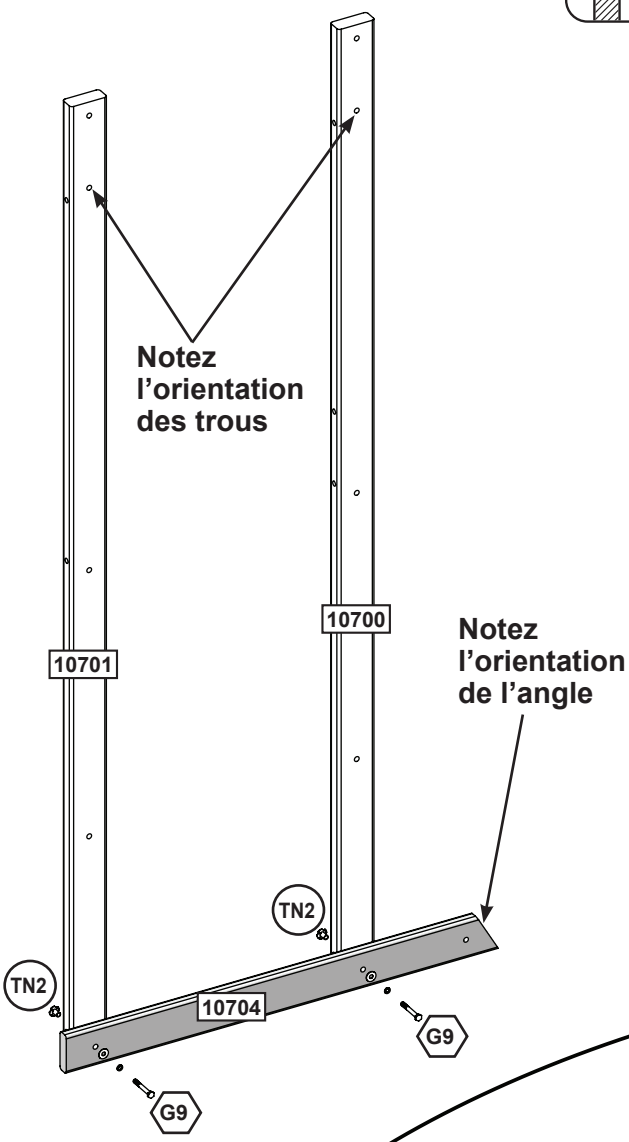 Notez
l’orientation
des trous
10700
10701
Notez
l’orientation
de l’angle
TN2
TN2
10704
G9
G9